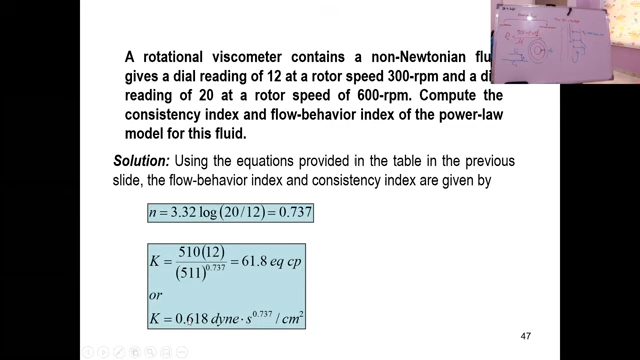 A rotational viscometer contains a non-Newtonian flu
gives a dial reading of 12 at a rotor speed 300-rpm and a di
reading of 20 at a rotor speed of 600-rpm. Compute the
consistency index and flow-behavior index of the power-law
model for this fluid.
Solution: Using the equations provided in the table in the previous
slide, the flow-behavior index and consistency index are given by
n = 3.32 log(20/12) = 0.737
K = 510(12) / (511)^0.737 = 61.8 eq cp
or
K = 0.618 dyne · s^0.737 / cm^2
47